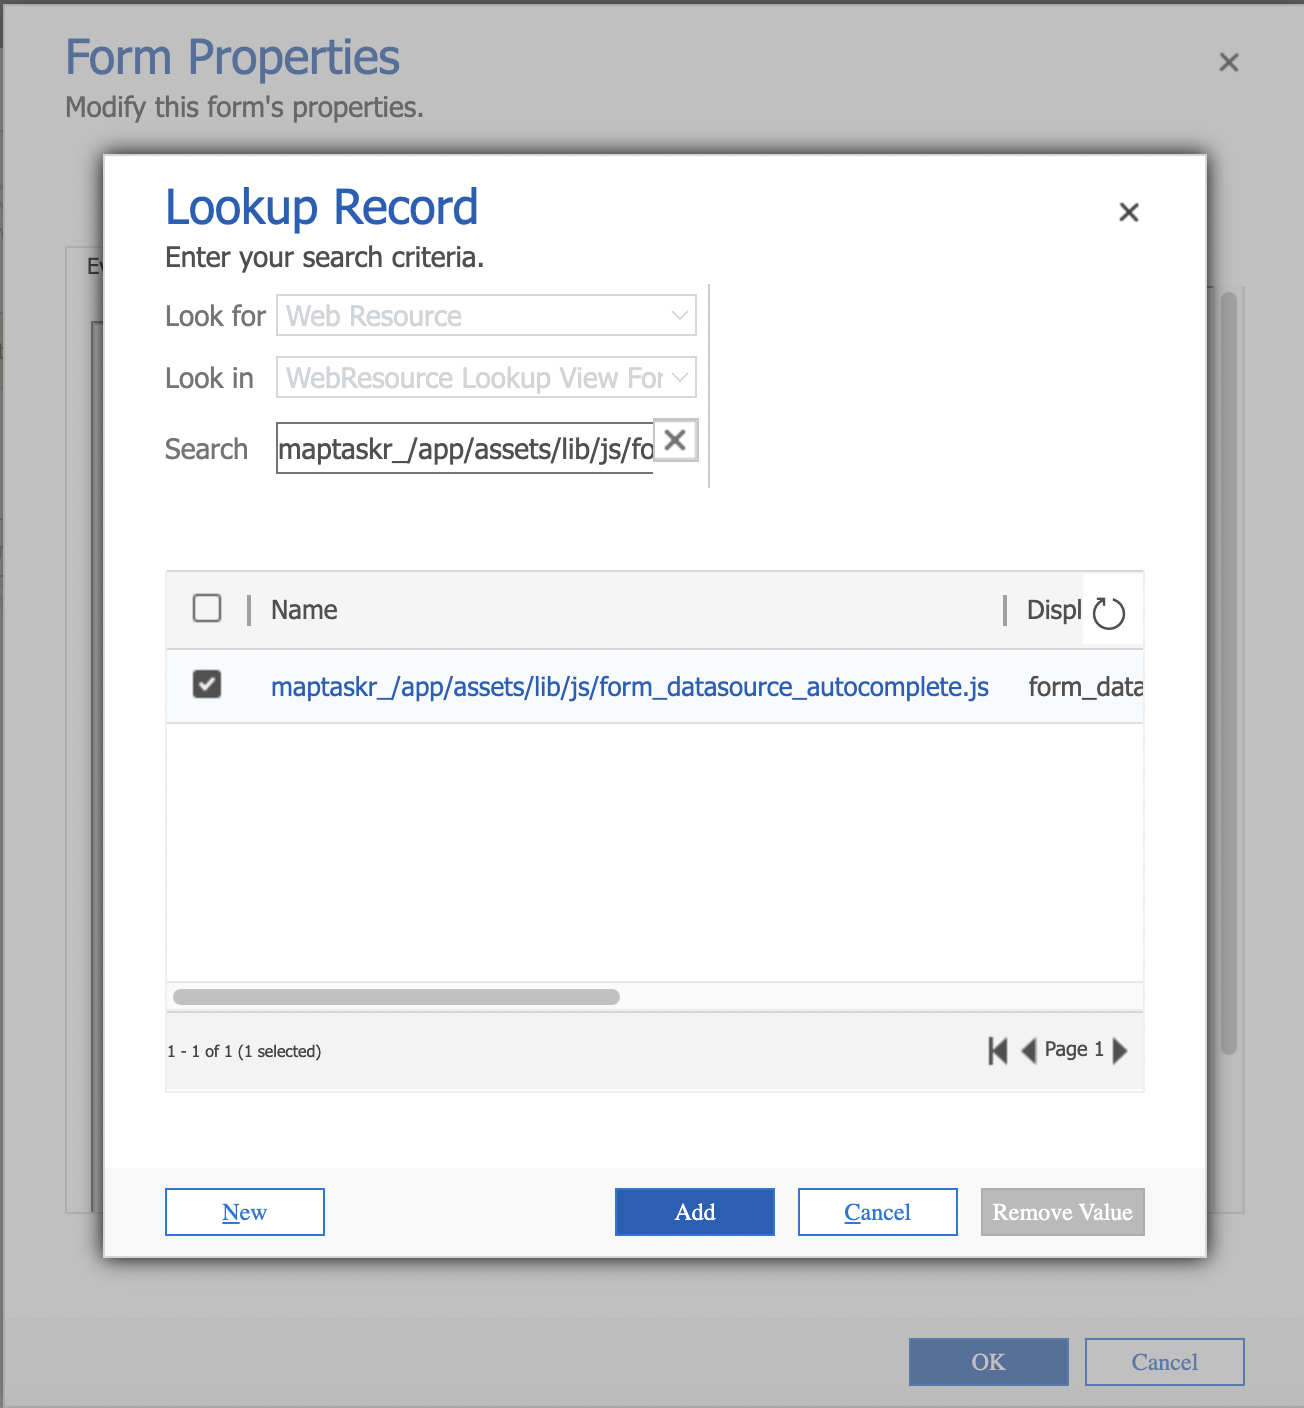 Form Properties
Modify this form's properties.
Lookup Record
Enter your search criteria.
Look for Web Resource
Look in WebResource Lookup View For
Search maptaskr_/app/assets/lib/js/fo
Name Displ
maptaskr_/app/assets/lib/js/form_datasource_autocomplete.js form_data
1 - 1 of 1 (1 selected) Page 1
New Add Cancel Remove Value
OK Cancel